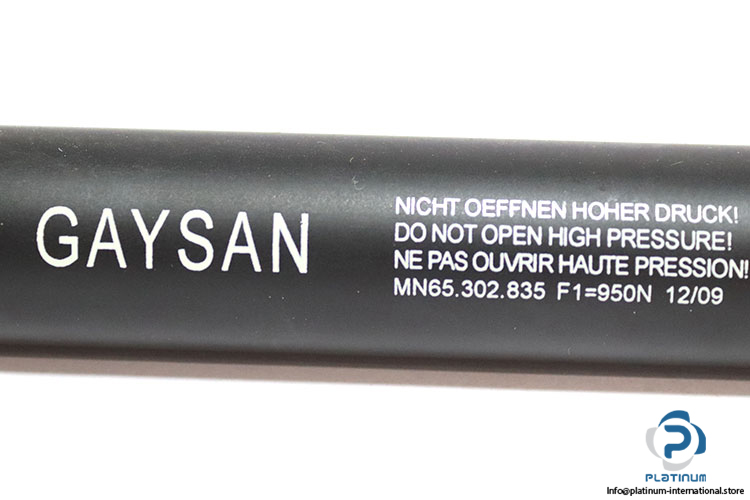 GAYSAN
NICHT OEFFNEN HOHER DRUCK!
DO NOT OPEN HIGH PRESSURE!
NE PAS OUVRIR HAUTE PRESSION!
MN65.302.835 F1=950N 12/09
PLATINUM
Info@platinum-international.store